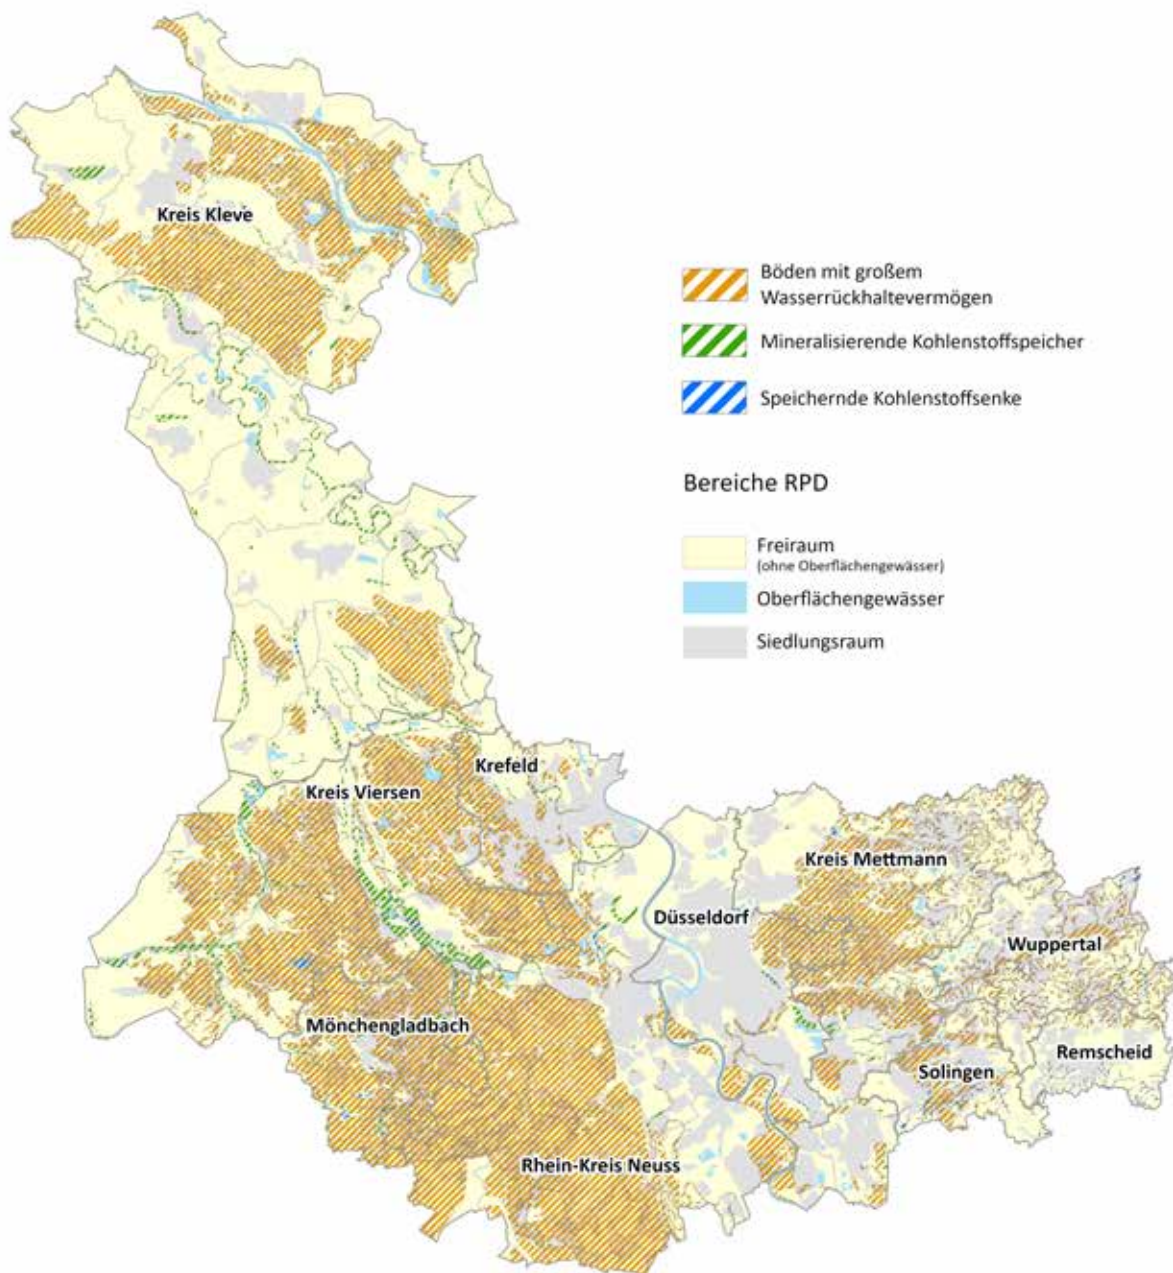 Kreis Kleve
Böden mit großem
Wasserrückhaltevermögen
Mineralisierende Kohlenstoffspeicher
Speichernde Kohlenstoffsenke
Bereiche RPD
Freiraum
(ohne Oberflächengewässer)
Oberflächengewässer
Siedlungsraum
Krefeld
Kreis Viersen
Kreis Mettmann
Düsseldorf
Wuppertal
Mönchengladbach
Remscheid
Solingen
Rhein-Kreis Neuss